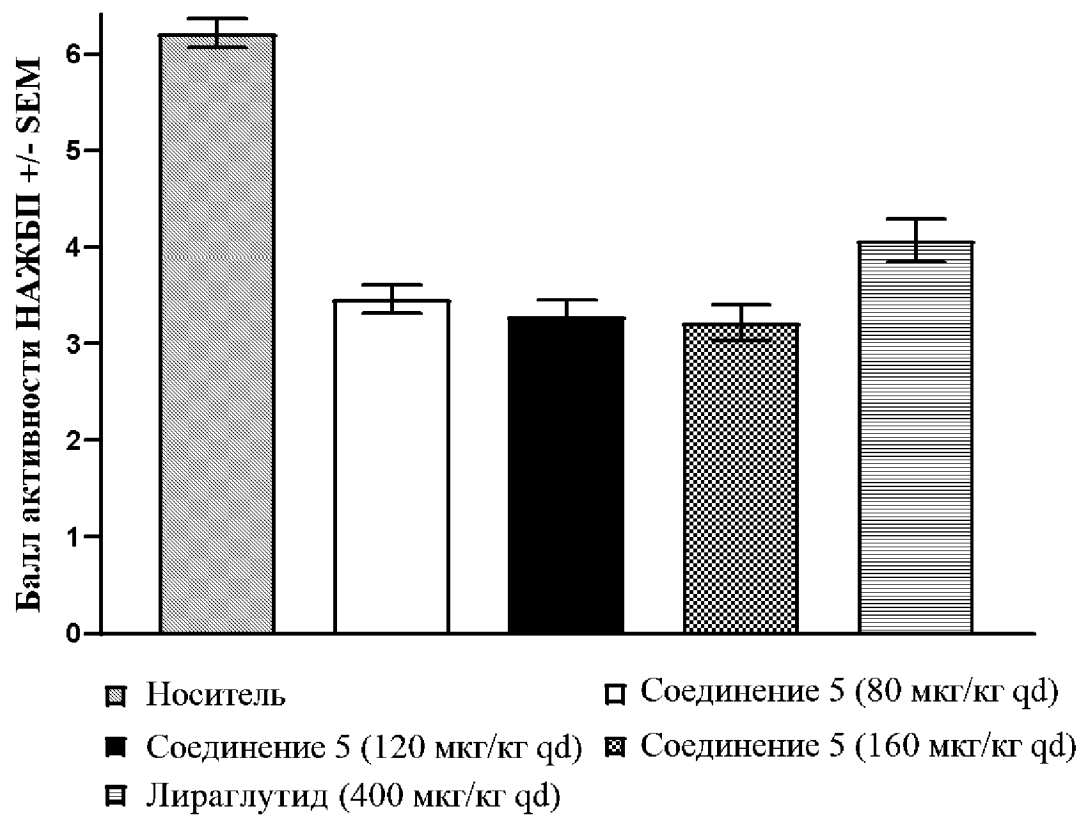 Балл активности НАЖБП +/- SEM
6
5
4
3
2
1
0
Носитель
Соединение 5 (80 мкг/кг qd)
Соединение 5 (120 мкг/кг qd)
Соединение 5 (160 мкг/кг qd)
Лираглутид (400 мкг/кг qd)